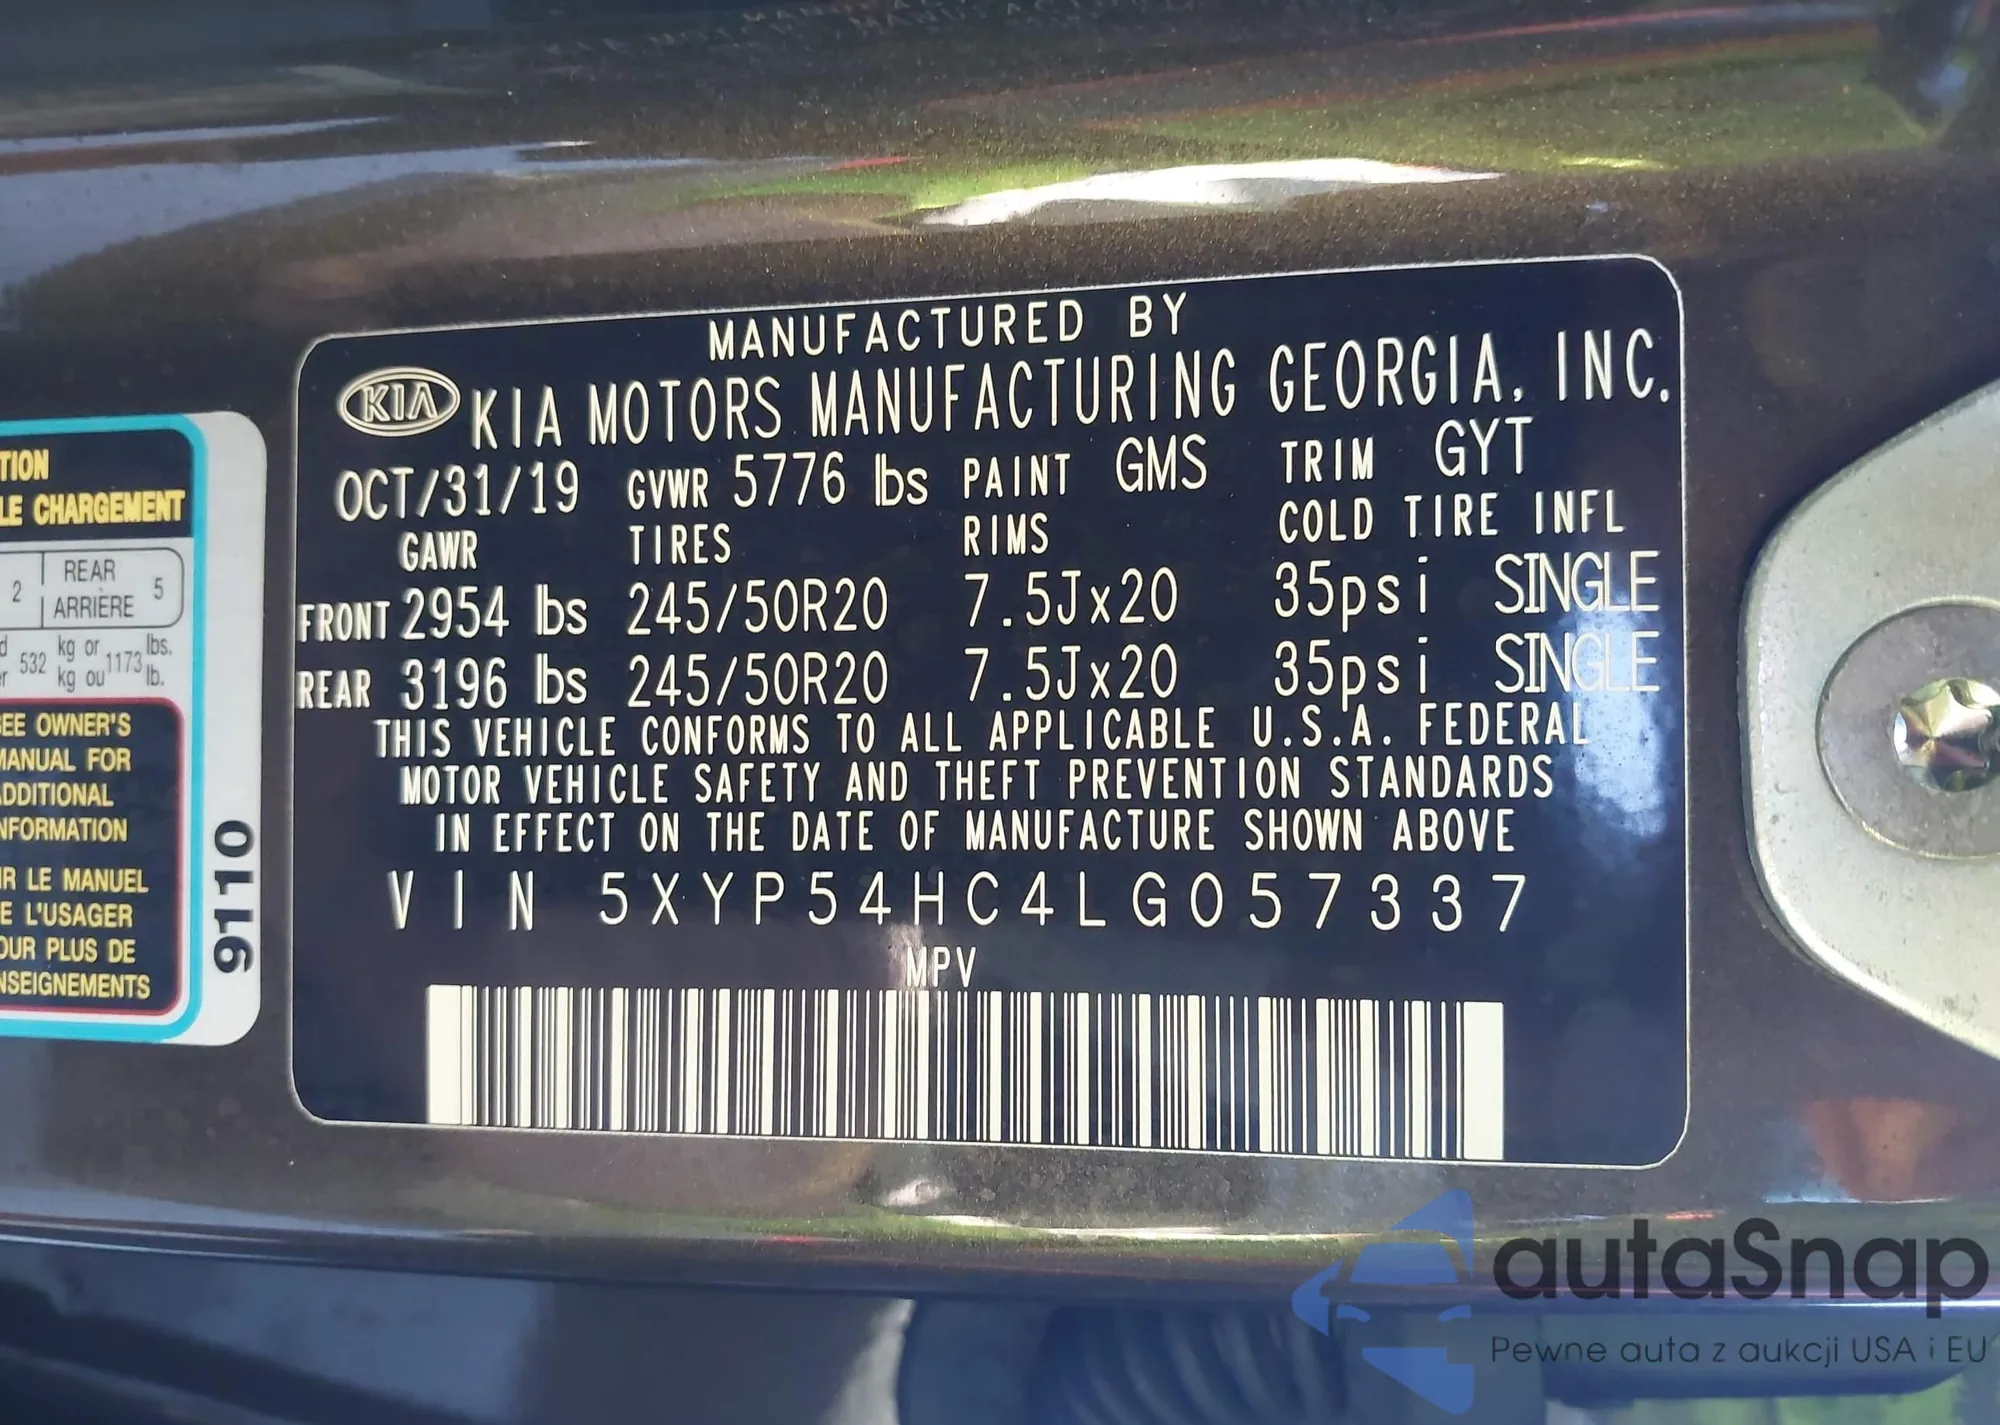 MANUFACTURED BY
KIA KIA MOTORS MANUFACTURING GEORGIA, INC.
OCT/31/19 GVWR 5776 lbs PAINT GMS TRIM GYT
GAWR TIRES RIMS COLD TIRE INFL
FRONT 2954 lbs 245/50R20 7.5Jx20 35psi SINGLE
REAR 3196 lbs 245/50R20 7.5Jx20 35psi SINGLE
THIS VEHICLE CONFORMS TO ALL APPLICABLE U.S.A. FEDERAL
MOTOR VEHICLE SAFETY AND THEFT PREVENTION STANDARDS
IN EFFECT ON THE DATE OF MANUFACTURE SHOWN ABOVE
VIN 5XYP54HC4LG057337
MPV
TION
LE CHARGEMENT
2 REAR 5
ARRIÈRE
532 kg or 1173 lbs.
kg ou lb.
SEE OWNER'S
MANUAL FOR
ADDITIONAL
INFORMATION
IR LE MANUEL
E L'USAGER
OUR PLUS DE
NSEIGNEMENTS
9110
autaSnap
Pewne auta z aukcji USA i EU